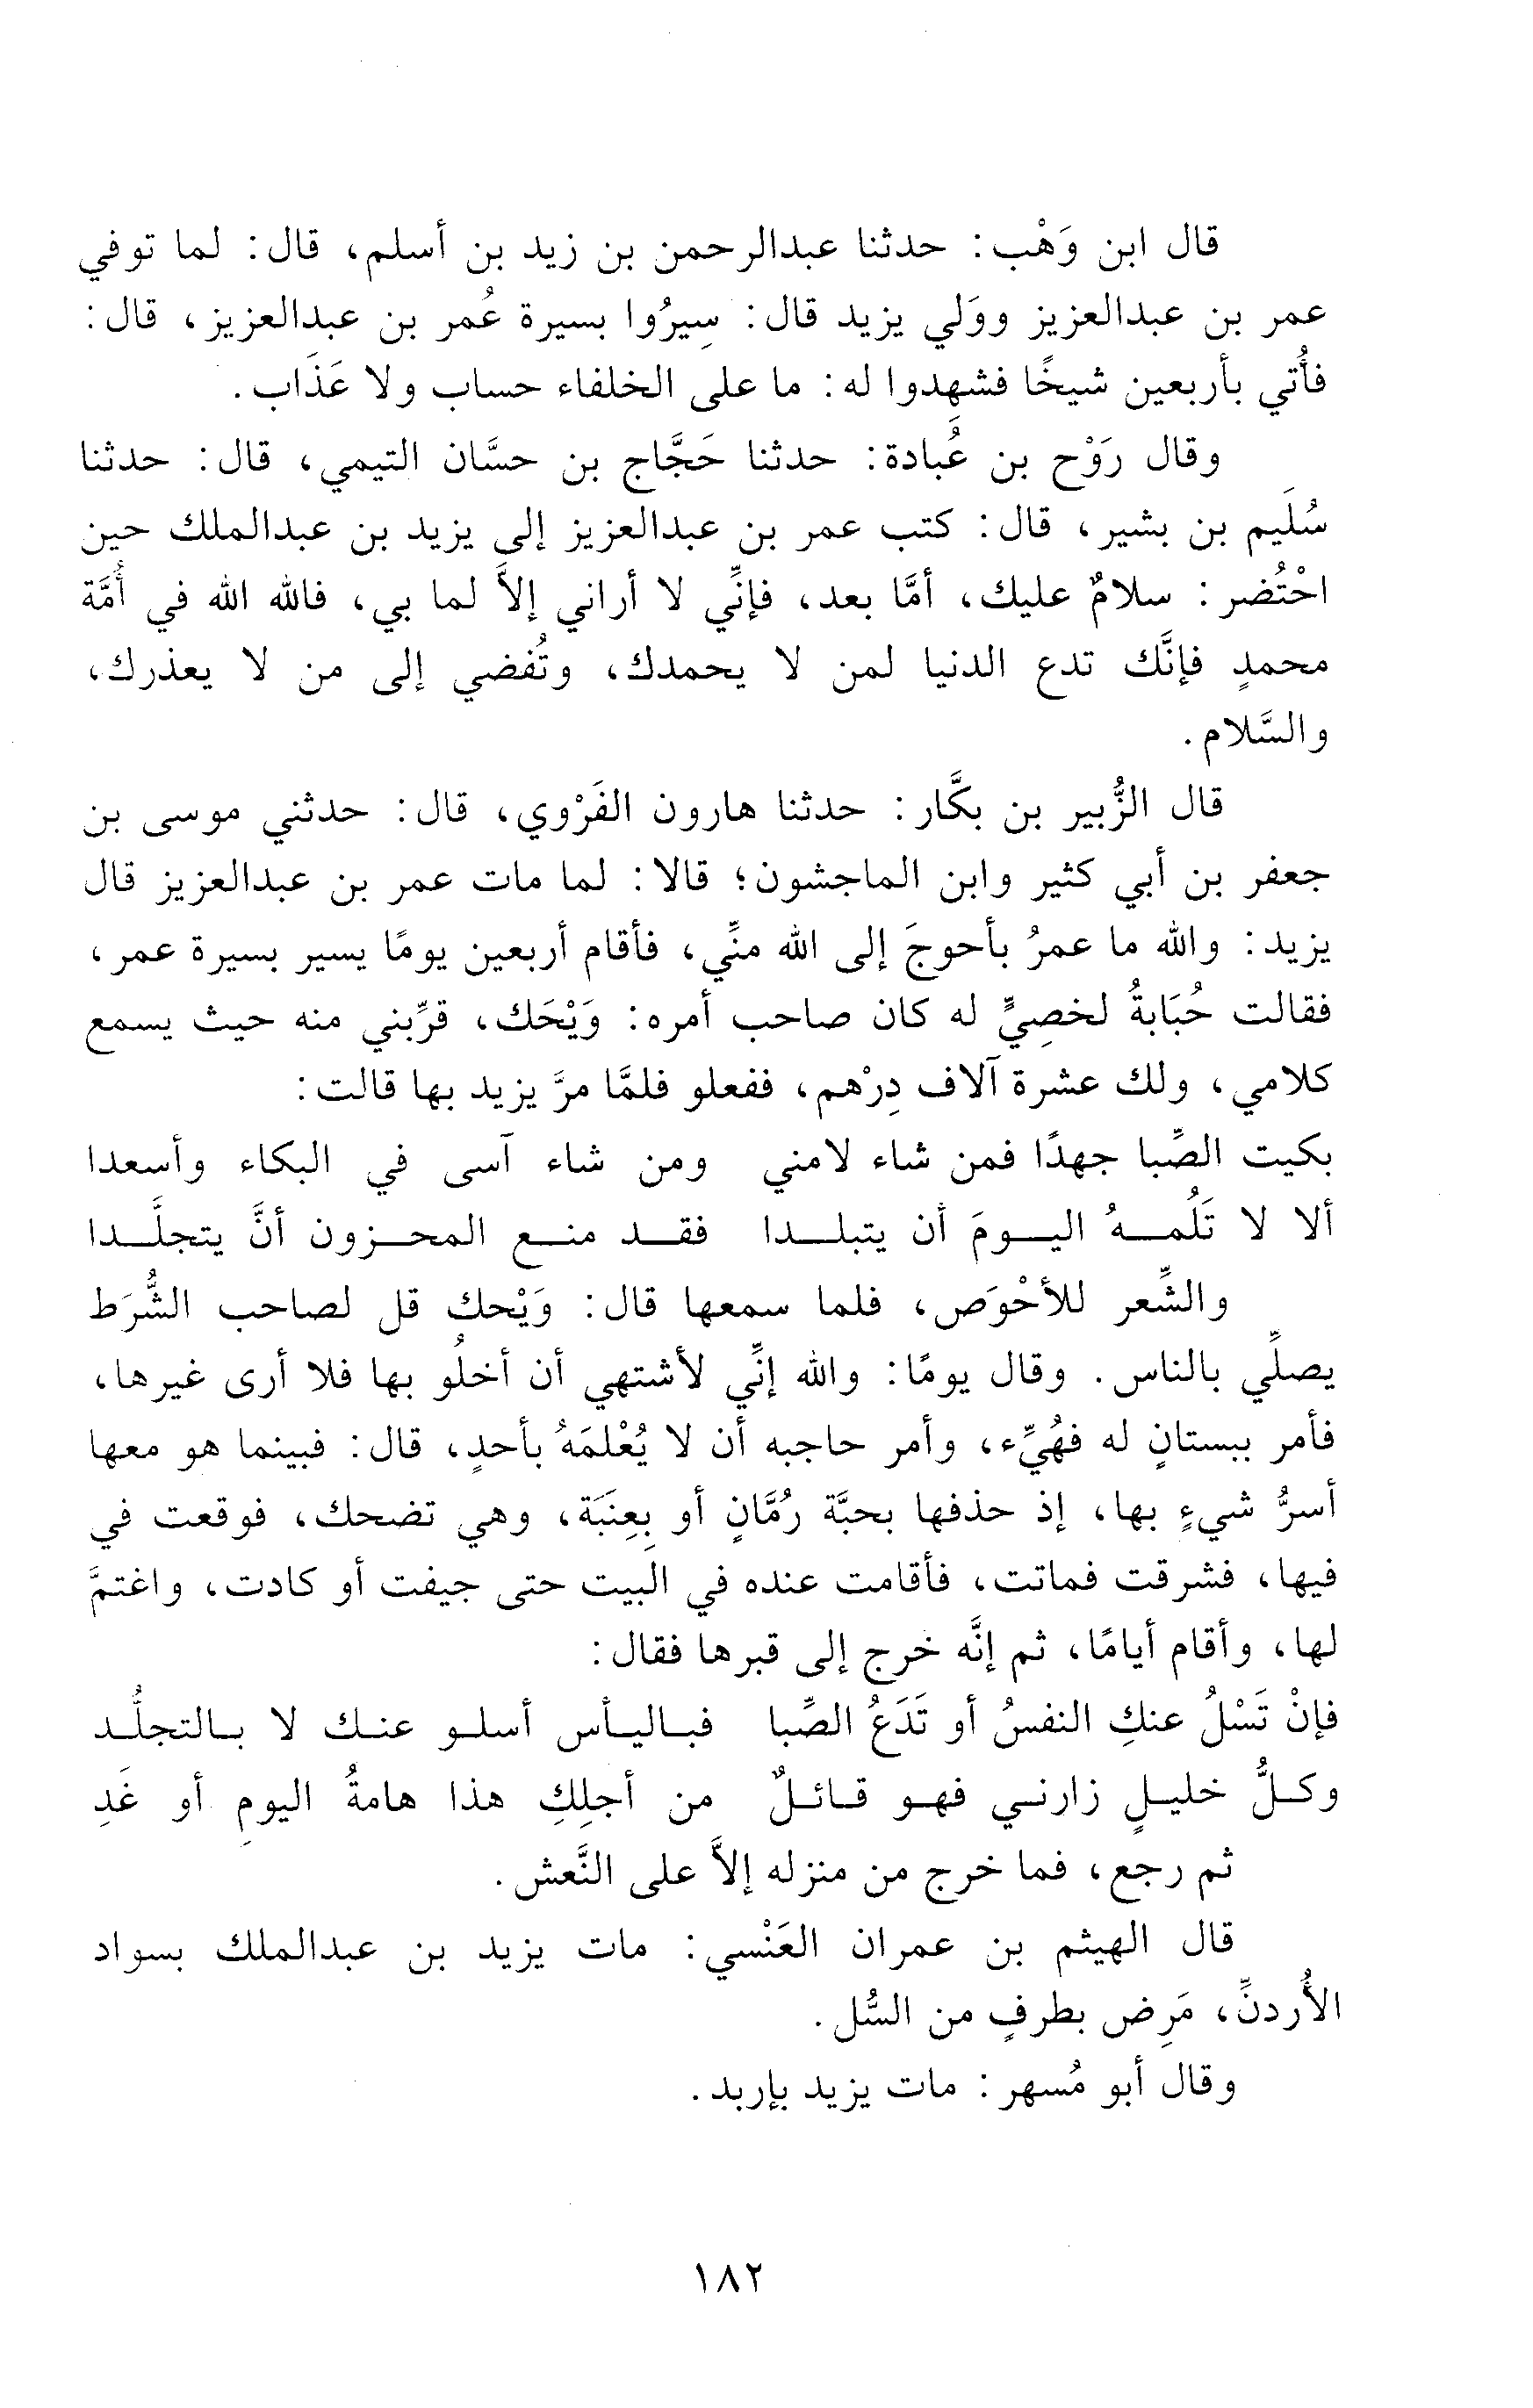 قال ابن وَهْب: حدثنا عبدالرحمن بن زيد بن أسلم، قال: لما توفي
عمر بن عبدالعزيز ووَلي يزيد قال: سِيرُوا بسيرة عُمر بن عبدالعزيز، قال:
فأُتي بأربعين شيخًا فشهدوا له: ما على الخلفاء حساب ولا عَذَاب.
وقال رَوْح بن عُبادة: حدثنا حَجَّاج بن حسَّان التيمي، قال: حدثنا
سُلَيم بن بشير، قال: كتب عمر بن عبدالعزيز إلى يزيد بن عبدالملك حين
احْتُضر: سلامٌ عليك، أمَّا بعد، فإنِّي لا أراني إلاَّ لما بي، فالله الله في أُمَّة
محمدٍ فإنَّك تدع الدنيا لمن لا يحمدك، وتُفضي إلى من لا يعذرك،
والسَّلام.
قال الزُّبير بن بكَّار: حدثنا هارون الفَرْوي، قال: حدثني موسى بن
جعفر بن أبي كثير وابن الماجشون؛ قالا: لما مات عمر بن عبدالعزيز قال
يزيد: والله ما عمرُ بأحوجَ إلى الله منِّي، فأقام أربعين يومًا يسير بسيرة عمر،
فقالت حُبَابةُ لخصِيٍّ له كان صاحب أمره: وَيْحَك، قرِّبني منه حيث يسمع
كلامي، ولك عشرة آلاف دِرْهم، ففعلو فلمَّا مرَّ يزيد بها قالت:
بكيت الصِّبا جهدًا فمن شاء لامني ومن شاء آسى في البكاء وأسعدا
ألا لا تَلُمهُ اليومَ أن يتبلدا فقد منع المحزون أنَّ يتجلَّدا
والشِّعر للأحْوَص، فلما سمعها قال: وَيْحك قل لصاحب الشُّرَط
يصلِّي بالناس. وقال يومًا: والله إنِّي لأشتهي أن أخلُو بها فلا أرى غيرها،
فأمر ببستانٍ له فهُيِّء، وأمر حاجبه أن لا يُعْلمَهُ بأحدٍ، قال: فبينما هو معها
أسرُّ شيءٍ بها، إذ حذفها بحبَّة رُمَّانٍ أو بِعِنَبَة، وهي تضحك، فوقعت في
فيها، فشرقت فماتت، فأقامت عنده في البيت حتى جيفت أو كادت، واغتمَّ
لها، وأقام أيامًا، ثم إنَّه خرج إلى قبرها فقال:
فإنْ تَسْلُ عنكِ النفسُ أو تَدَعُ الصِّبا فباليأس أسلو عنك لا بالتجلُّد
وكلُّ خليلٍ زارني فهو قائلٌ من أجلِكِ هذا هامةُ اليومِ أو غَدِ
ثم رجع، فما خرج من منزله إلاَّ على النَّعش.
قال الهيثم بن عمران العَنْسي: مات يزيد بن عبدالملك بسواد
الأُردنِّ، مَرِض بطرفٍ من السُّل.
وقال أبو مُسهر: مات يزيد بإربد.
١٨٢